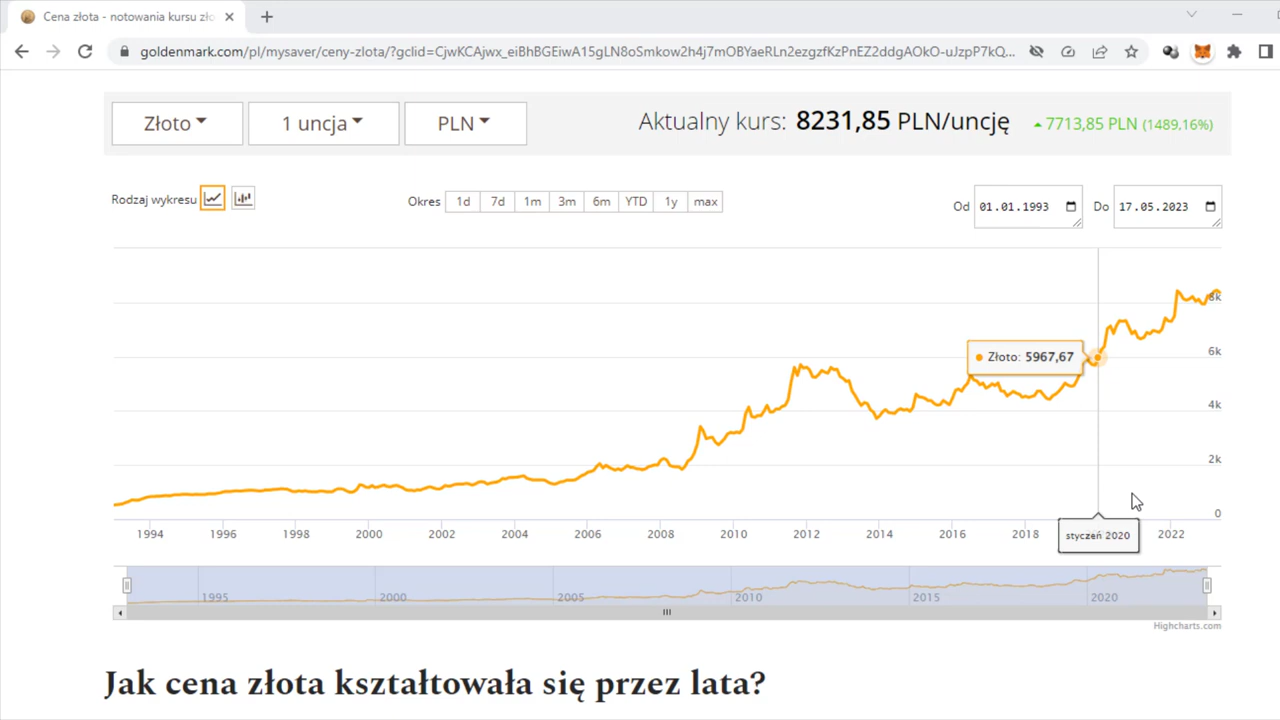 Cena złota - notowania kursu zło
goldenmark.com/pl/mysaver/ceny-zlota/?gclid=CjwKCAjwx_eiBhBGEiwA15gLN8oSmkow2h4j7mOBYaeRLn2ezgzfKzPnEZ2ddgAOkO-uJzpP7kQ...
Złoto 1 uncja PLN Aktualny kurs: 8231,85 PLN/uncję 7713,85 PLN (1489,16%)
Rodzaj wykresu Okres 1d 7d 1m 3m 6m YTD 1y max Od 01.01.1993 Do 17.05.2023
8k
Złoto: 5967,67
6k
4k
2k
0
1994 1996 1998 2000 2002 2004 2006 2008 2010 2012 2014 2016 2018 styczeń 2020 2022
1995 2000 2005 2010 2015 2020
Highcharts.com
Jak cena złota kształtowała się przez lata?